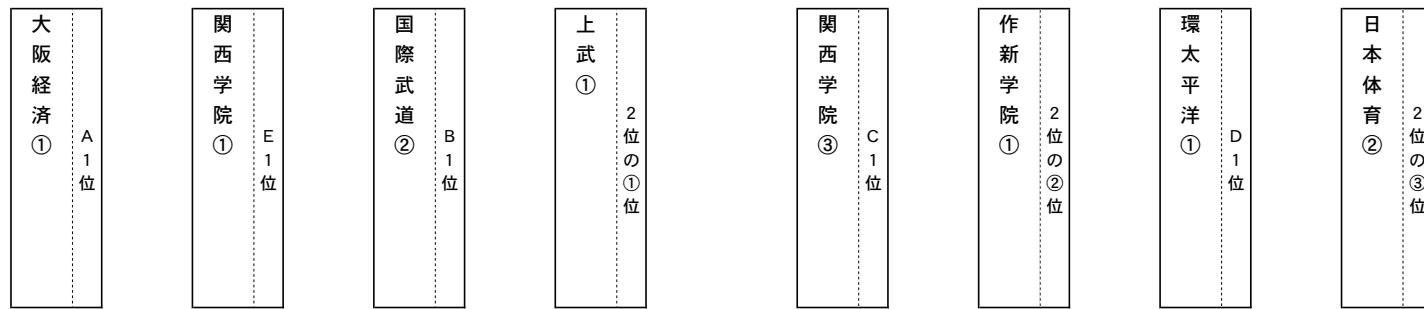 大阪経済①
A1位
関西学院①
E1位
国際武道②
B1位
上武①
2位の①位
関西学院③
C1位
作新学院①
2位の②位
環太平洋①
D1位
日本体育②
2位の③位